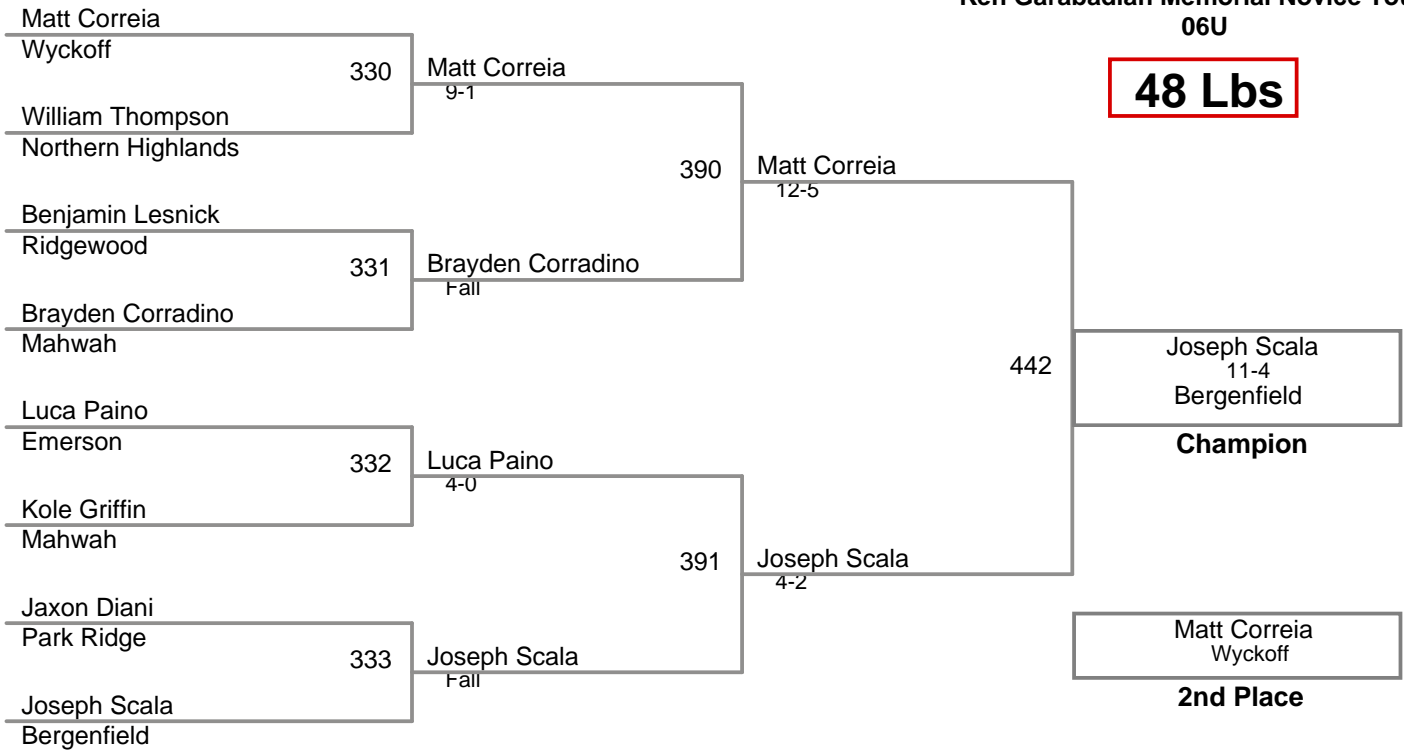 Ken Garabadian Memorial Novice
06U
48 Lbs
Matt Correia
Wyckoff
330
William Thompson
Northern Highlands
Matt Correia
9-1
Benjamin Lesnick
Ridgewood
331
Brayden Corradino
Mahwah
Brayden Corradino
Fall
390
Matt Correia
12-5
Luca Paino
Emerson
332
Kole Griffin
Mahwah
Luca Paino
4-0
Jaxon Diani
Park Ridge
333
Joseph Scala
Bergenfield
Joseph Scala
Fall
391
Joseph Scala
4-2
442
Joseph Scala
11-4
Bergenfield
Champion
Matt Correia
Wyckoff
2nd Place